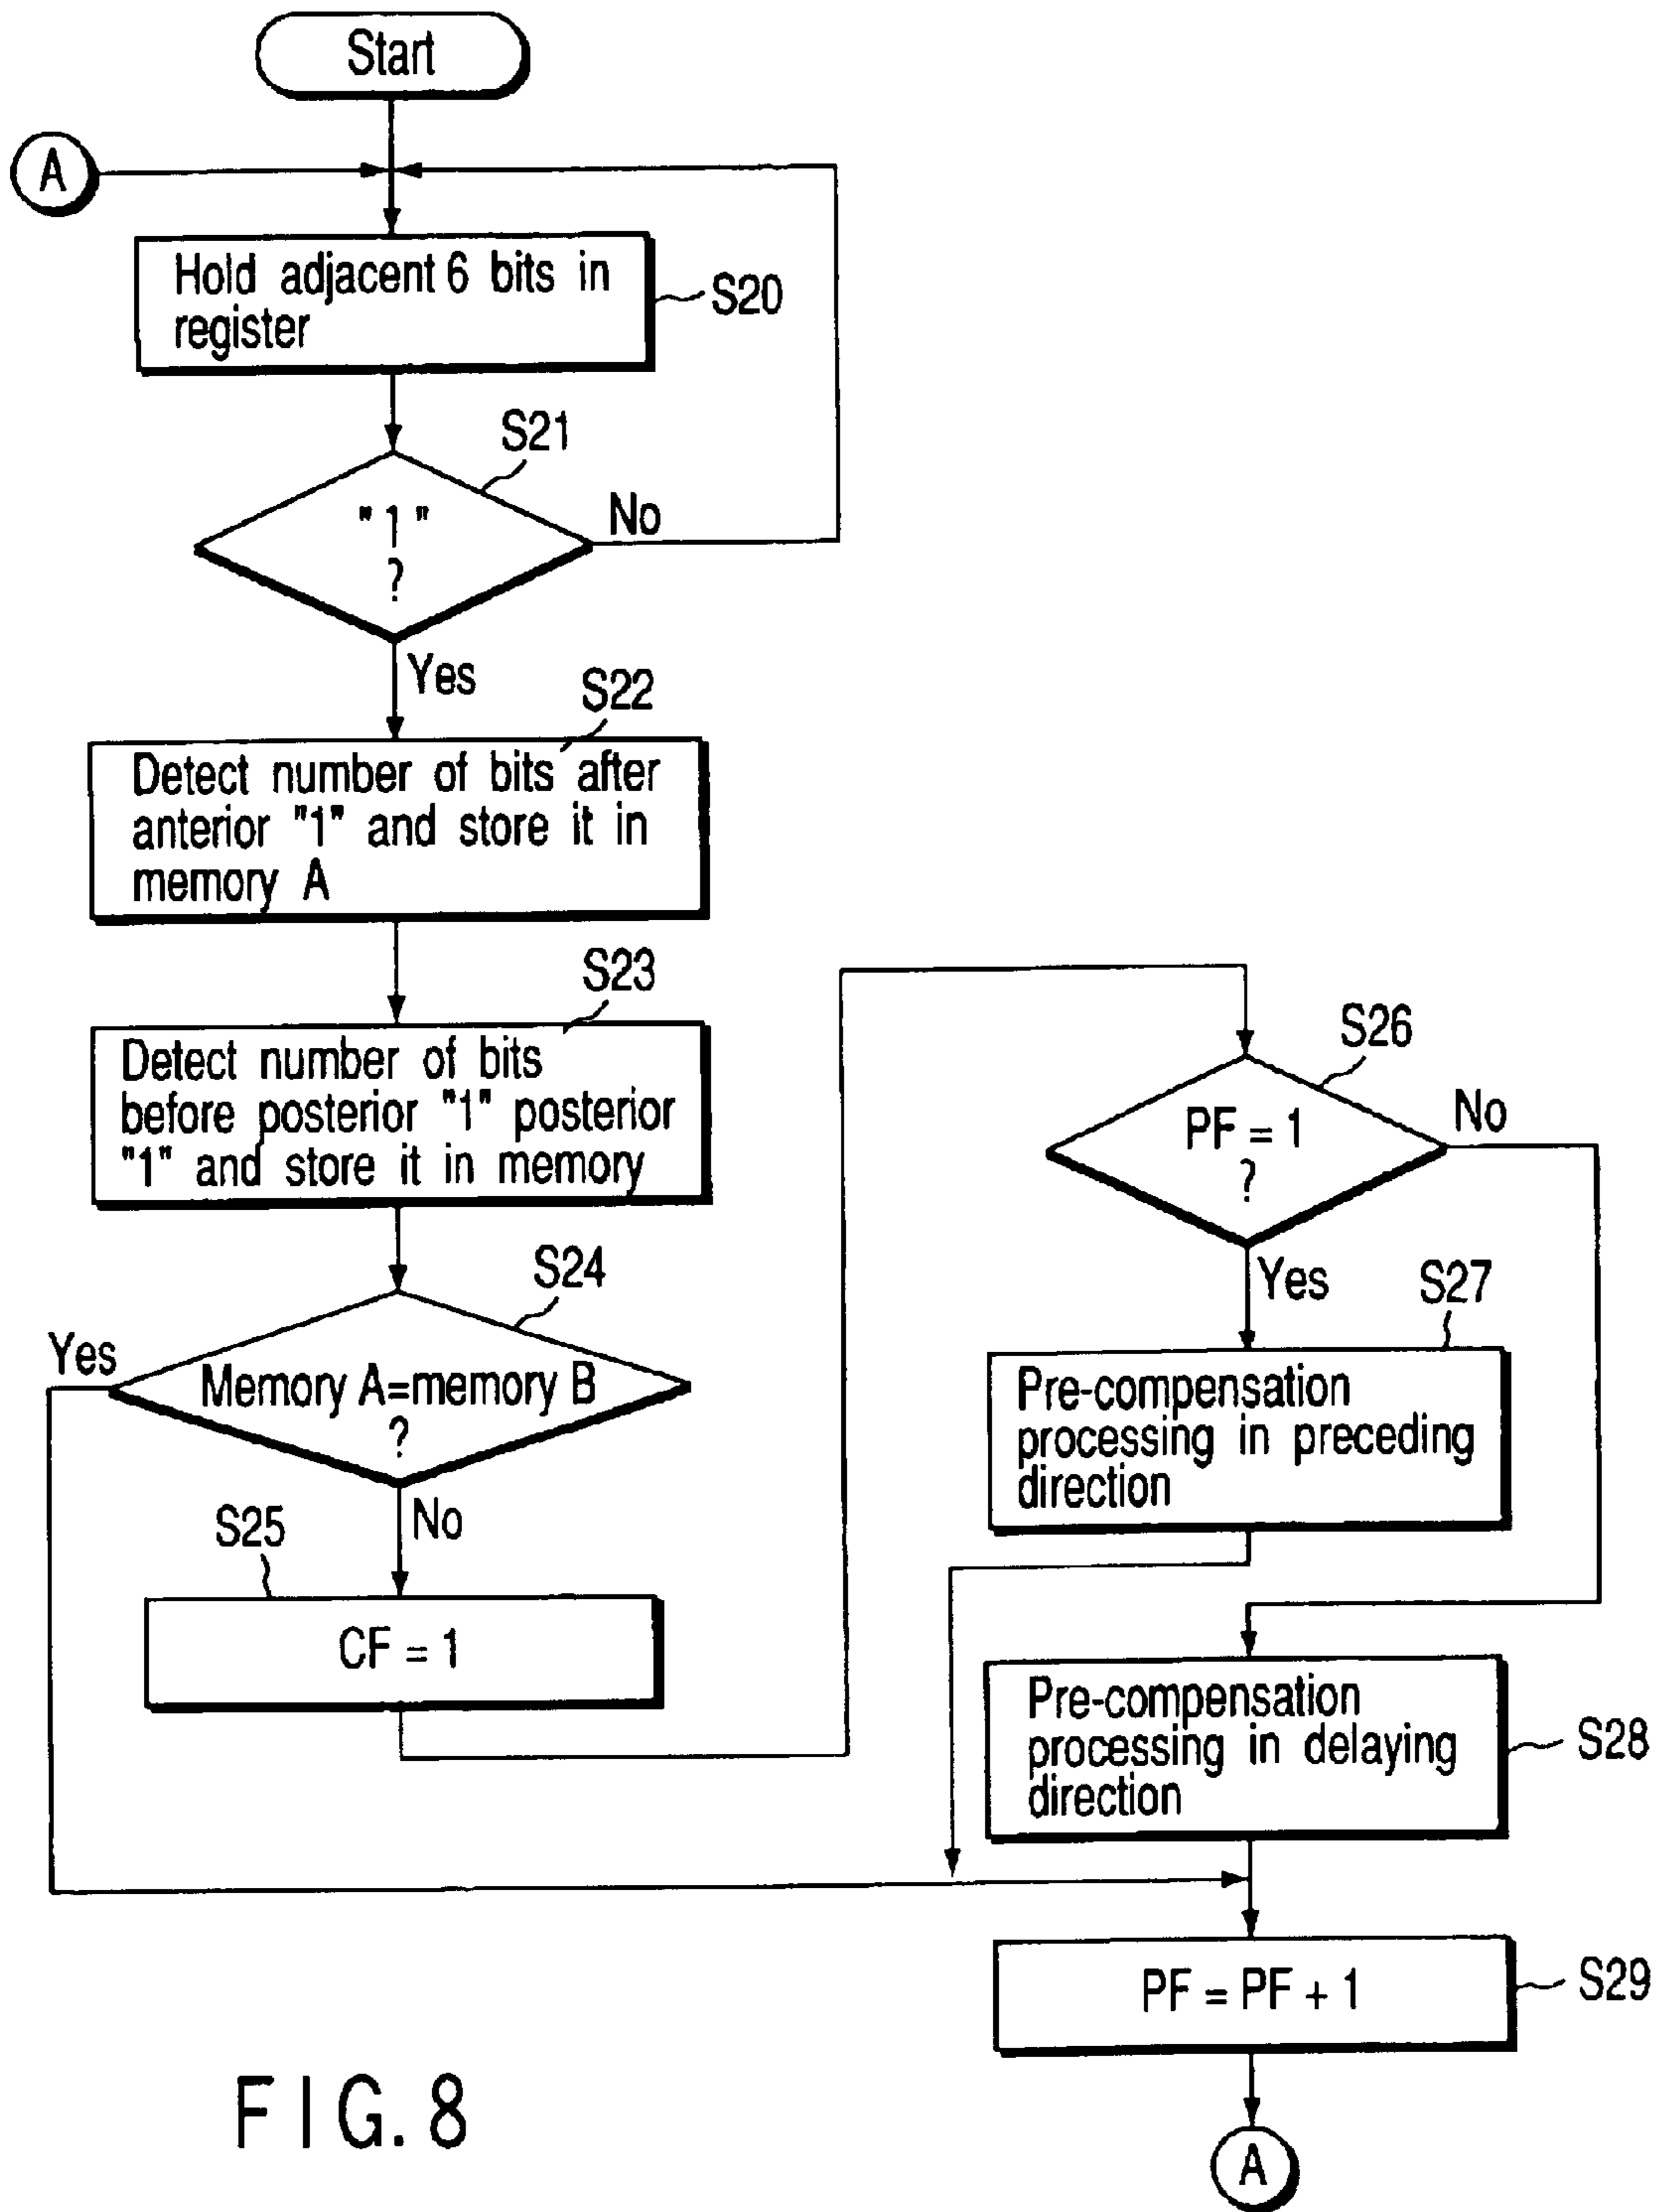 Start
A
Hold adjacent 6 bits in
register
S20
S21
"1"
?
No
Yes
S22
Detect number of bits after
anterior "1" and store it in
memory A
S23
Detect number of bits
before posterior "1" posterior
"1" and store it in memory
S24
Yes
Memory A=memory B
?
No
S25
CF = 1
S26
PF = 1
?
No
Yes
S27
Pre-compensation
processing in preceding
direction
Pre-compensation
processing in delaying
direction
S28
PF = PF + 1
S29
A
FIG. 8